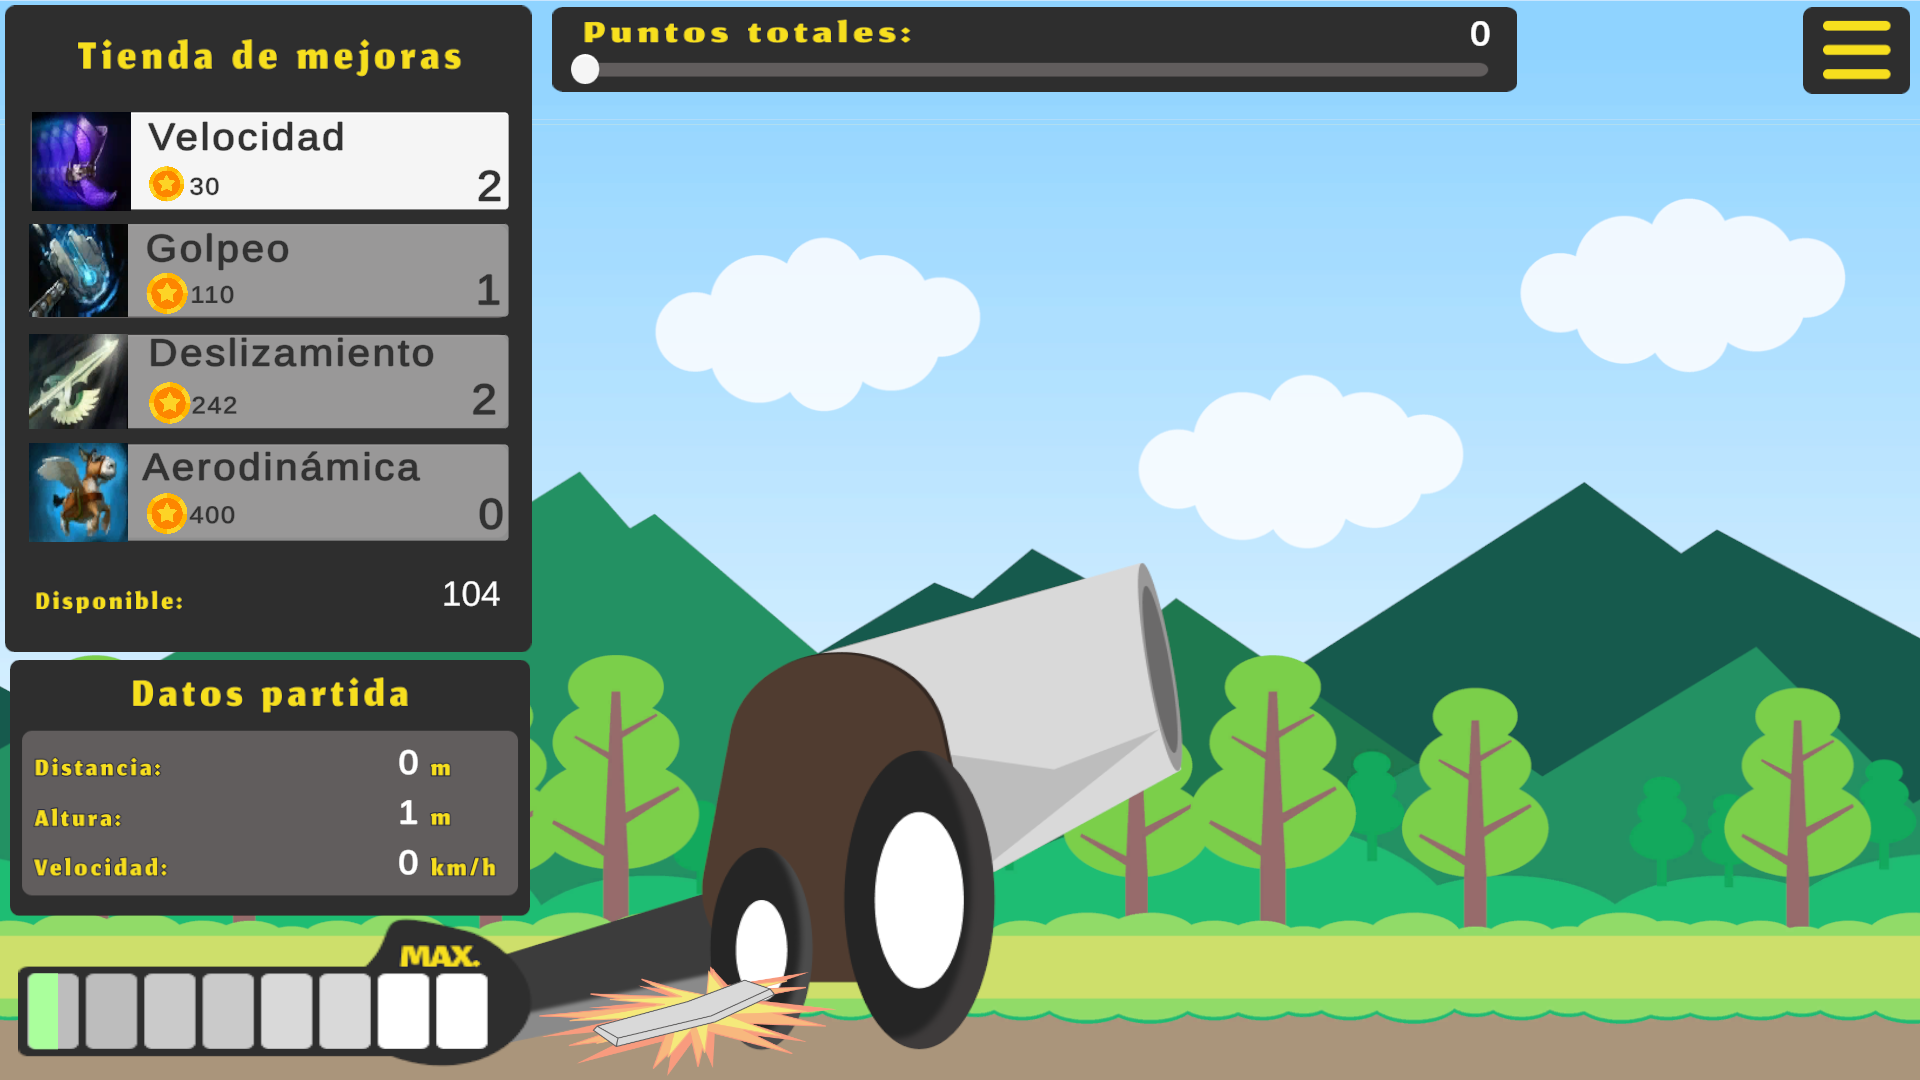 Tienda de mejoras
Velocidad
30
2
Golpeo
110
1
Deslizamiento
242
2
Aerodinámica
400
0
Disponible: 104
Puntos totales: 0
Datos partida
Distancia: 0 m
Altura: 1 m
Velocidad: 0 km/h
MAX.